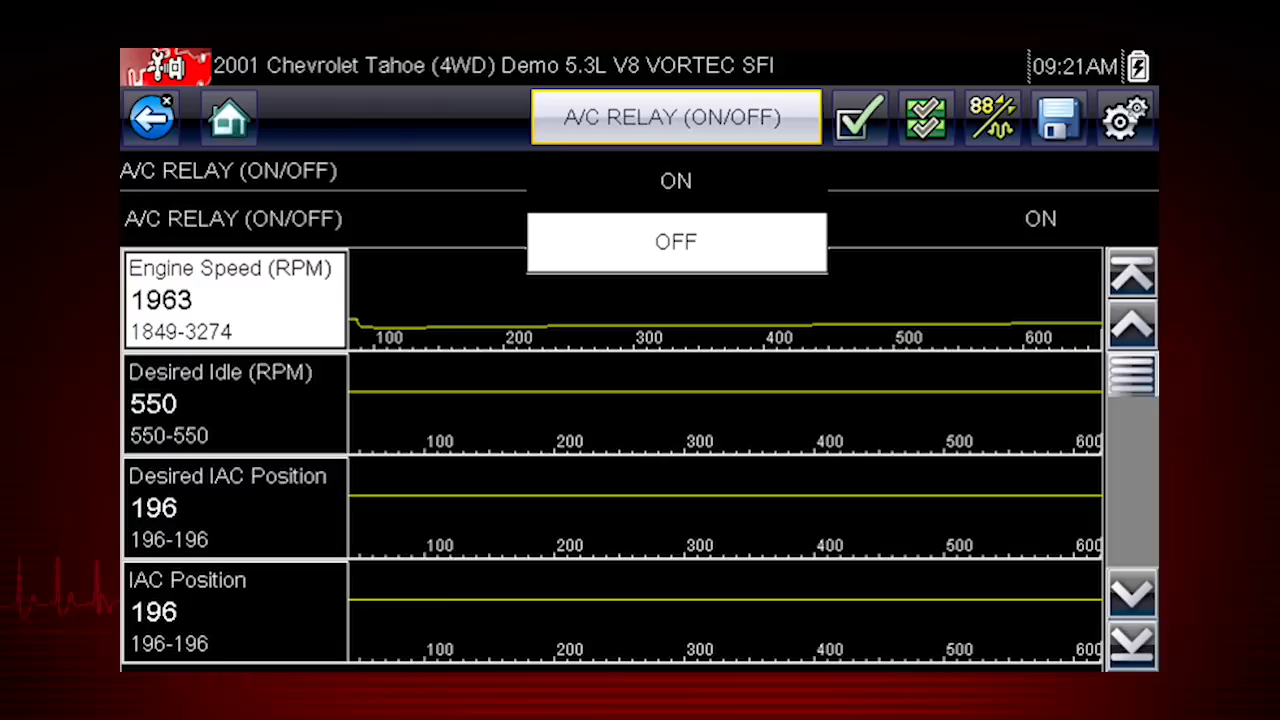 2001 Chevrolet Tahoe (4WD) Demo 5.3L V8 VORTEC SFI
09:21AM
A/C RELAY (ON/OFF)
88
A/C RELAY (ON/OFF)
ON
A/C RELAY (ON/OFF)
ON
OFF
Engine Speed (RPM)
1963
1849-3274
100 200 300 400 500 600
Desired Idle (RPM)
550
550-550
100 200 300 400 500 600
Desired IAC Position
196
196-196
100 200 300 400 500 600
IAC Position
196
196-196
100 200 300 400 500 600